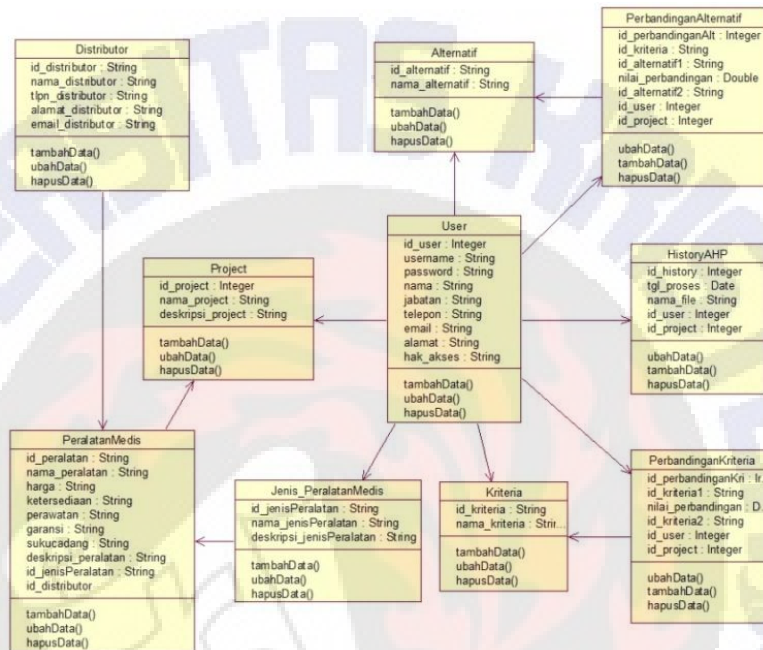 Distributor
id_distributor : String
nama_distributor : String
tlpn_distributor : String
alamat_distributor : String
email_distributor : String
tambahData()
ubahData()
hapusData()
Alternatif
id_alternatif : String
nama_alternatif : String
tambahData()
ubahData()
hapusData()
PerbandinganAlternatif
id_perbandinganAlt : Integer
id_kriteria : String
id_alternatif1 : String
nilai_perbandingan : Double
id_alternatif2 : String
id_user : Integer
id_project : Integer
ubahData()
tambahData()
hapusData()
Project
id_project : Integer
nama_project : String
deskripsi_project : String
tambahData()
ubahData()
hapusData()
User
id_user : Integer
username : String
password : String
nama : String
jabatan : String
telepon : String
email : String
alamat : String
hak_akses : String
tambahData()
ubahData()
hapusData()
HistoryAHP
id_history : Integer
tgl_proses : Date
nama_file : String
id_user : Integer
id_project : Integer
ubahData()
tambahData()
hapusData()
PeralatanMedis
id_peralatan : String
nama_peralatan : String
harga : String
ketersediaan : String
perawatan : String
garansi : String
sukucadang : String
deskripsi_peralatan : String
id_jenisPeralatan : String
id_distributor
tambahData()
ubahData()
hapusData()
Jenis_PeralatanMedis
id_jenisPeralatan : String
nama_jenisPeralatan : String
deskripsi_jenisPeralatan : String
tambahData()
ubahData()
hapusData()
Kriteria
id_kriteria : String
nama_kriteria : Strin...
tambahData()
ubahData()
hapusData()
PerbandinganKriteria
id_perbandinganKri : Ir...
id_kriteria1 : String
nilai_perbandingan : D...
id_kriteria2 : String
id_user : Integer
id_project : Integer
ubahData()
tambahData()
hapusData()